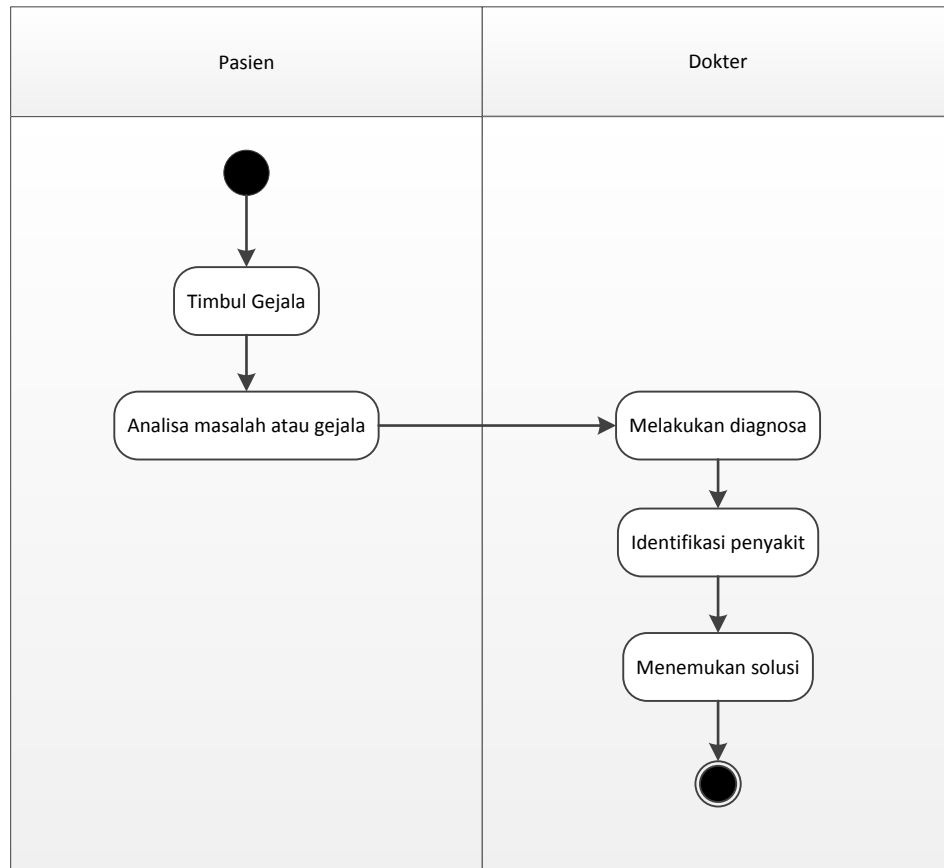 Pasien
Dokter
Timbul Gejala
Analisa masalah atau gejala
Melakukan diagnosa
Identifikasi penyakit
Menemukan solusi